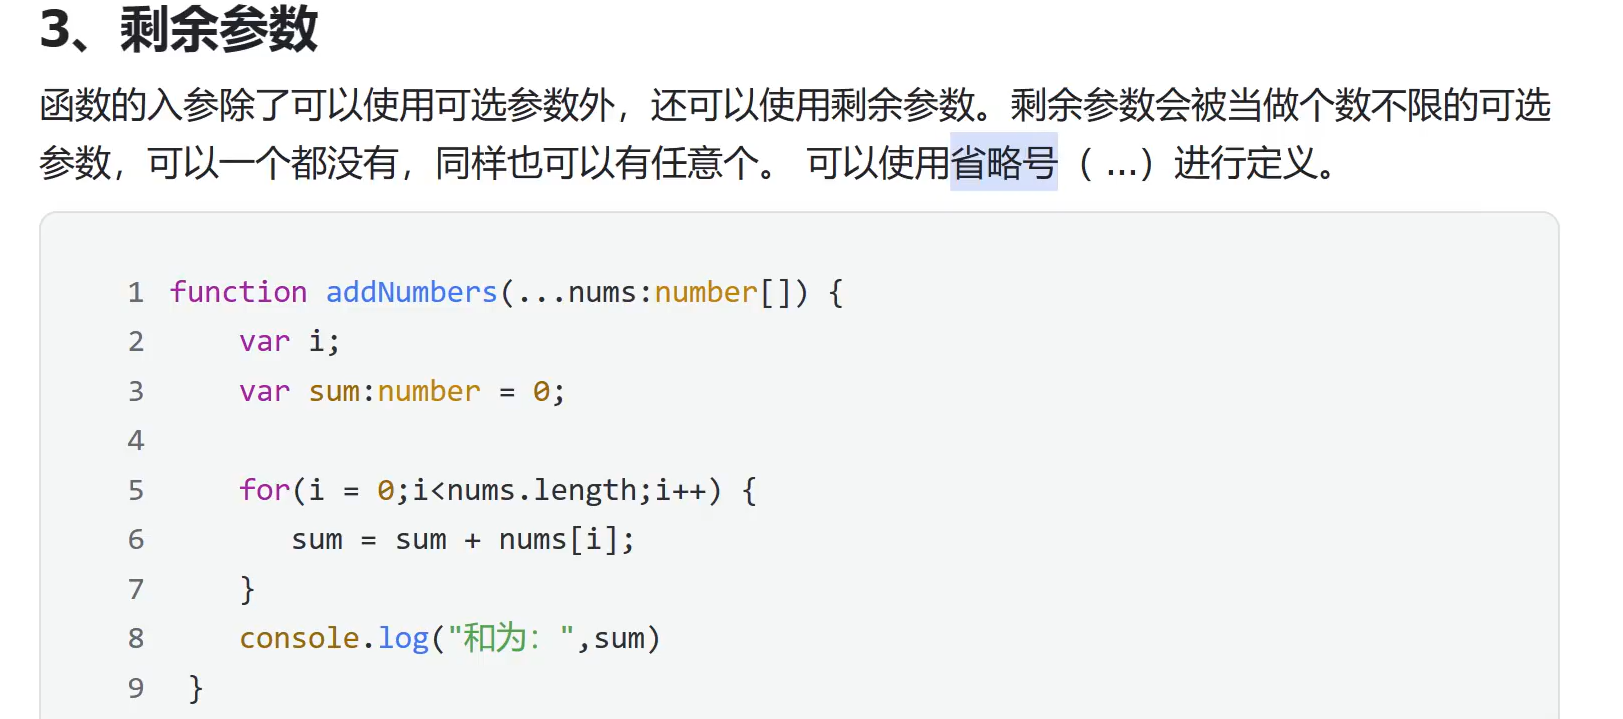 3、剩余参数
函数的入参除了可以使用可选参数外，还可以使用剩余参数。剩余参数会被当做个数不限的可选
参数，可以一个都没有，同样也可以有任意个。 可以使用省略号（ ...）进行定义。
1 function addNumbers(...nums:number[]) {
2     var i;
3     var sum:number = 0;
4
5     for(i = 0;i<nums.length;i++) {
6        sum = sum + nums[i];
7     }
8     console.log("和为：",sum)
9  }